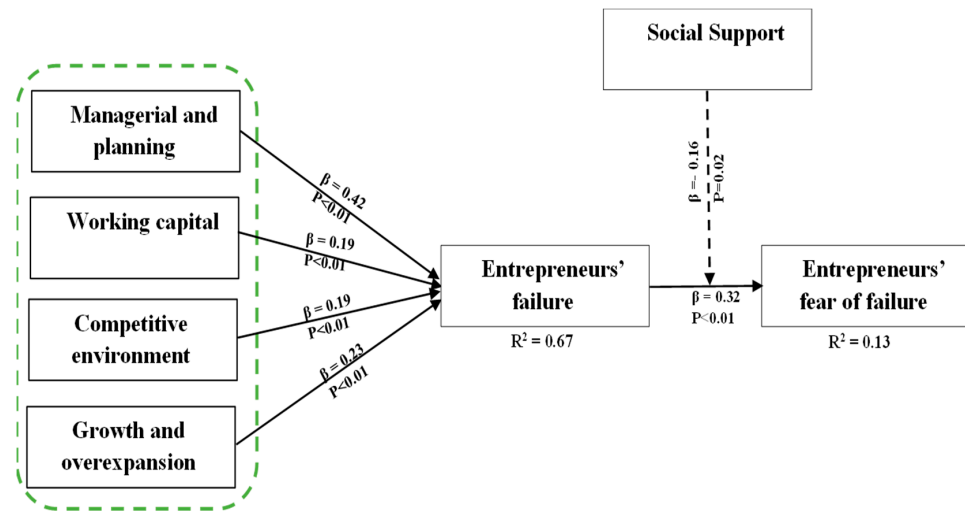 Social Support
β =- 0.16
P=0.02
Managerial and
planning
β = 0.42
P<0.01
Working capital
β = 0.19
P<0.01
Competitive
environment
β = 0.19
P<0.01
Growth and
overexpansion
β = 0.23
P<0.01
Entrepreneurs’
failure
R² = 0.67
β = 0.32
P<0.01
Entrepreneurs’
fear of failure
R² = 0.13